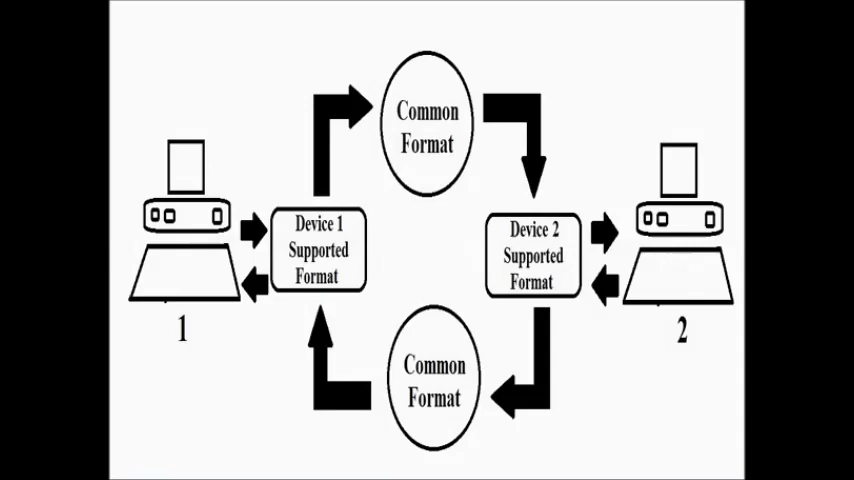 Common
Format
Device 1
Supported
Format
Device 2
Supported
Format
1
2
Common
Format